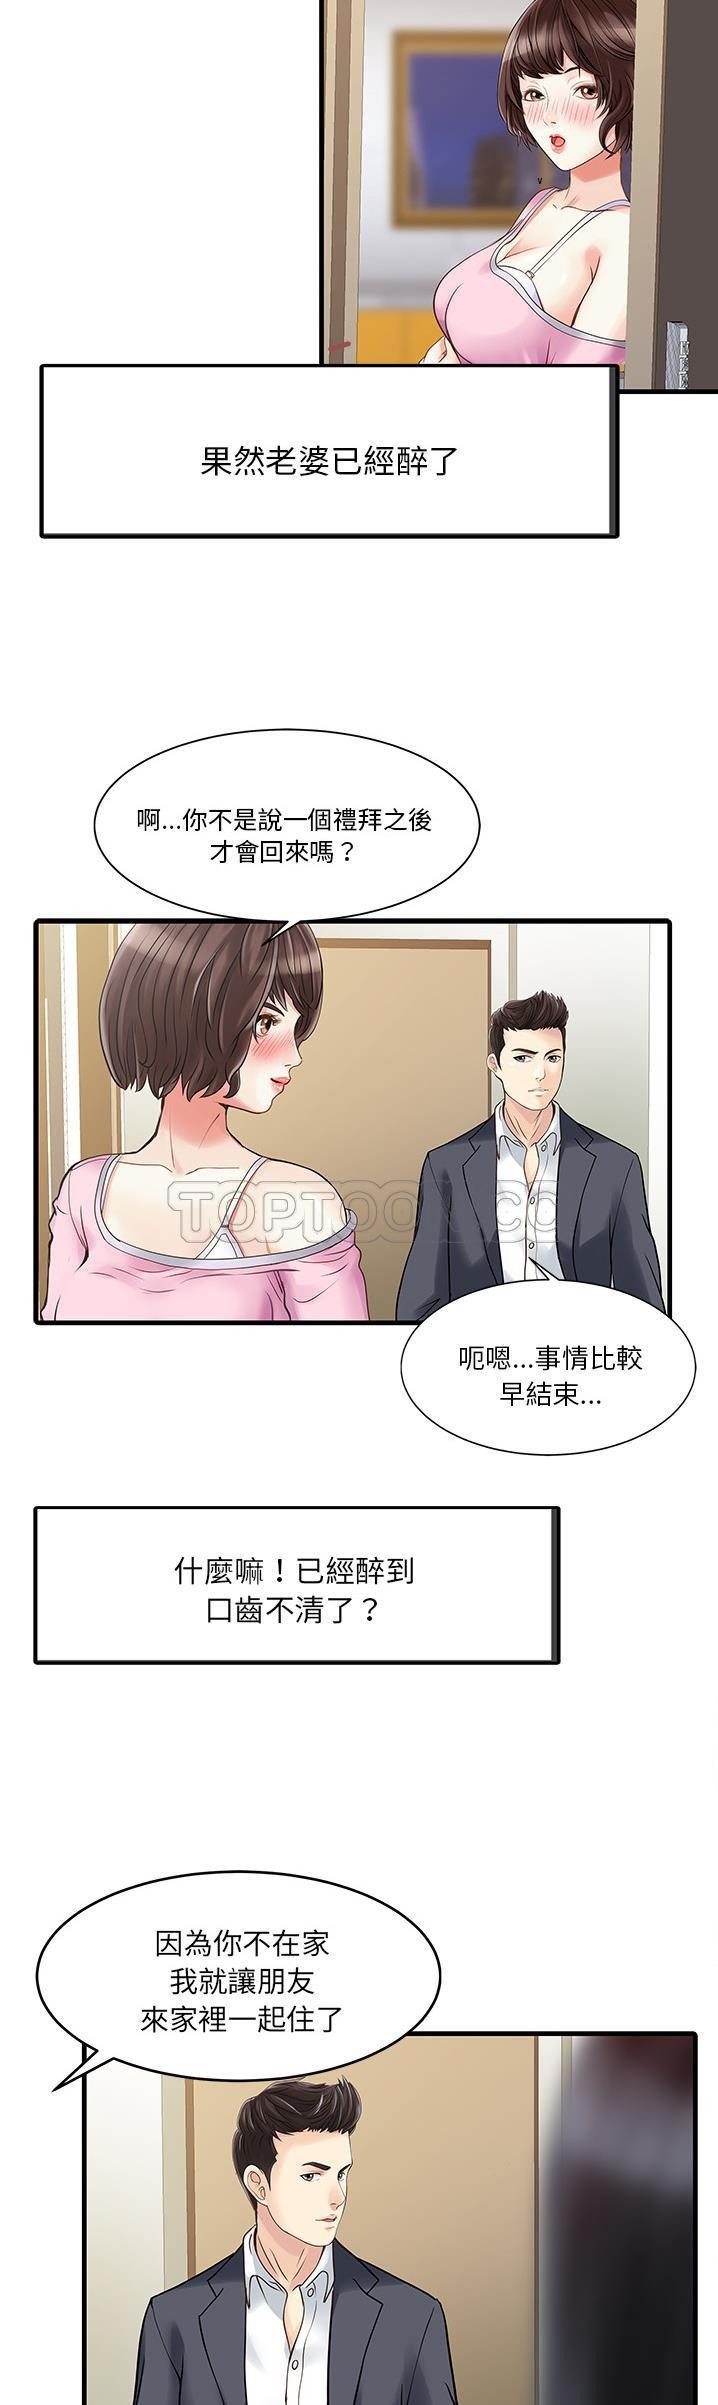 果然老婆已經醉了
啊...你不是說一個禮拜之後
才會回來嗎？
TOPTOON.CC
呃嗯...事情比較
早結束...
什麼嘛！已經醉到
口齒不清了？
因為你不在家
我就讓朋友
來家裡一起住了